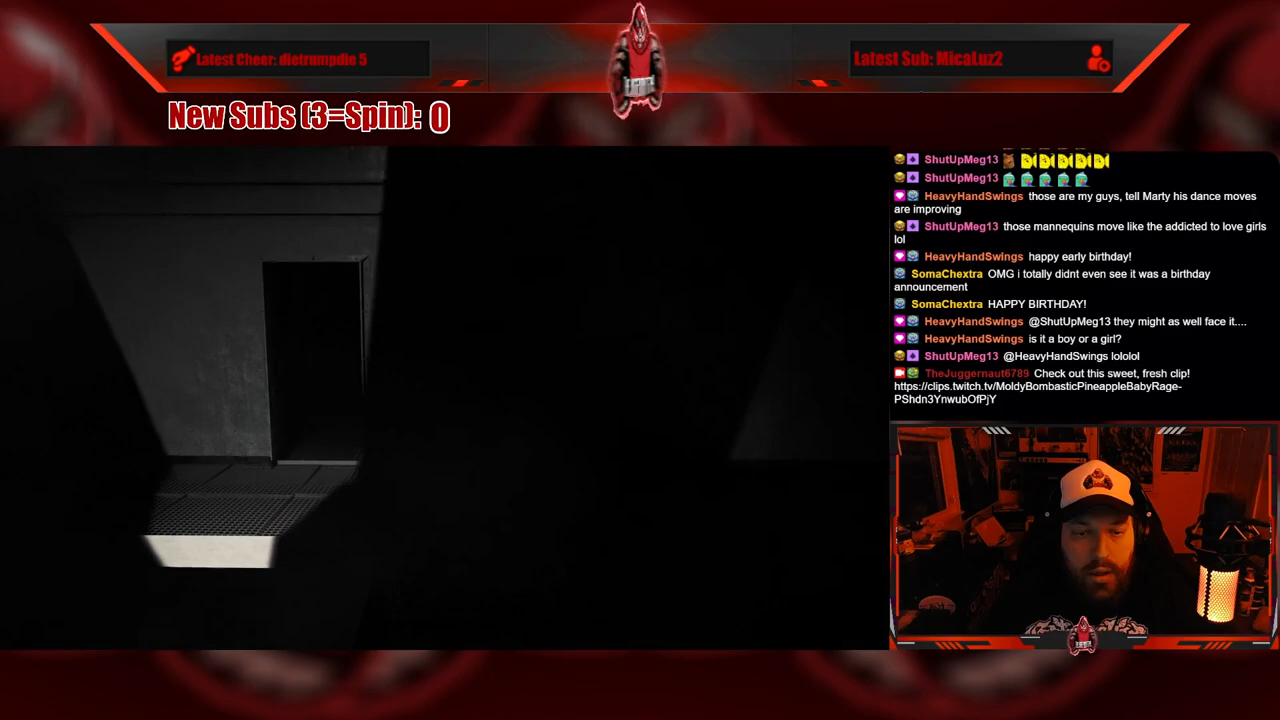 Latest Cheer: dietrumpdie 5
Latest Sub: MicaLuz2
New Subs (3=Spin): 0
ShutUpMeg13
ShutUpMeg13
HeavyHandSwings those are my guys, tell Marty his dance moves
are improving
ShutUpMeg13 those mannequins move like the addicted to love girls
lol
HeavyHandSwings happy early birthday!
SomaChextra OMG i totally didnt even see it was a birthday
announcement
SomaChextra HAPPY BIRTHDAY!
HeavyHandSwings @ShutUpMeg13 they might as well face it....
HeavyHandSwings is it a boy or a girl?
ShutUpMeg13 @HeavyHandSwings lololol
TheJuggernaut6789 Check out this sweet, fresh clip!
https://clips.twitch.tv/MoldyBombasticPineappleBabyRage-
PShdn3YnwubOfPjY